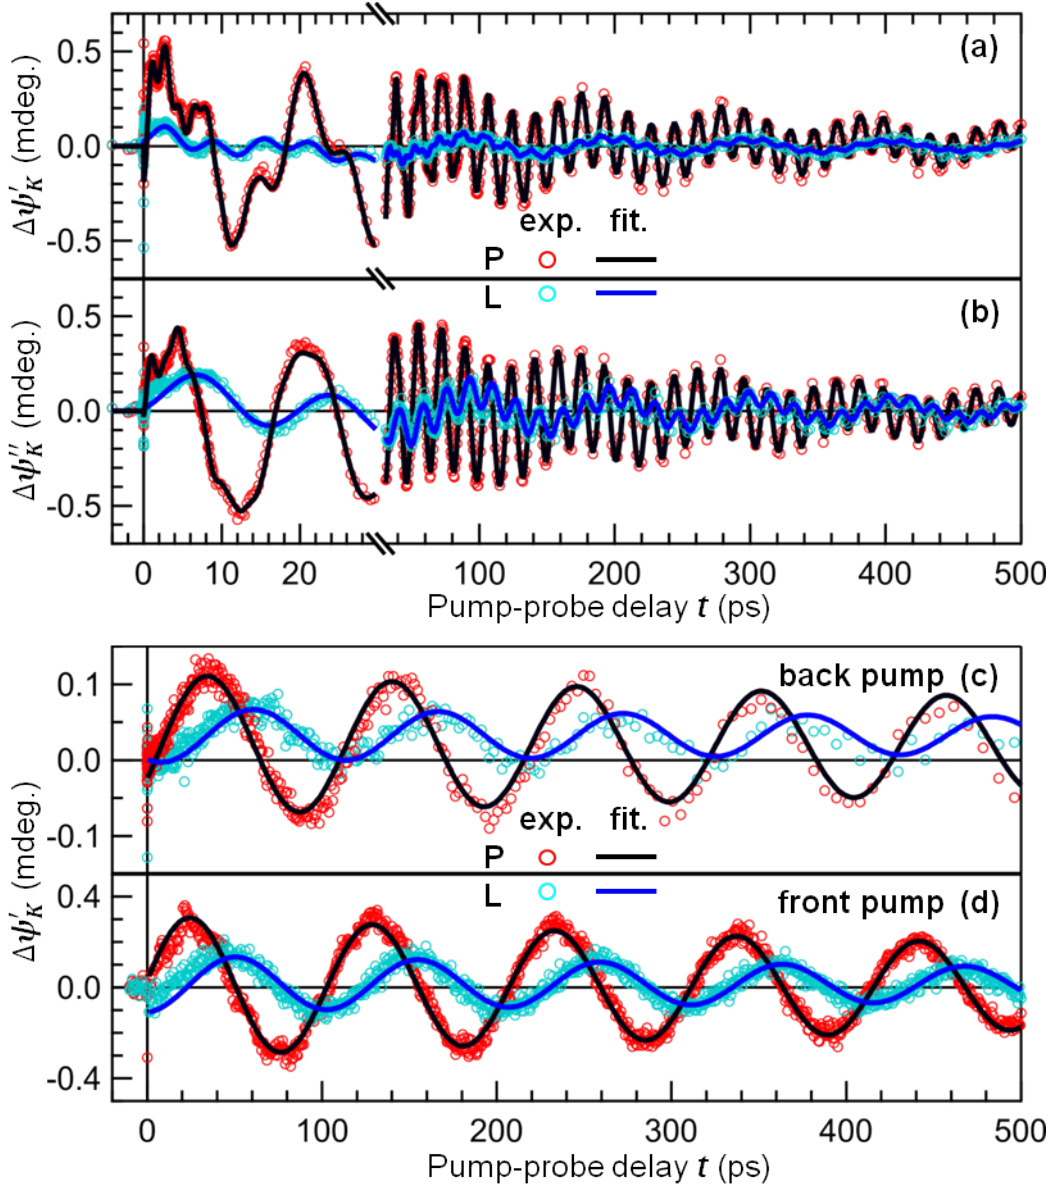 (a)
0.5
0.0
-0.5
Δψ′K (mdeg.)
exp. fit.
P
L
(b)
0.5
0.0
-0.5
Δψ″K (mdeg.)
0 10 20 100 200 300 400 500
Pump-probe delay t (ps)
back pump (c)
0.1
0.0
-0.1
exp. fit.
P
L
Δψ′K (mdeg.)
front pump (d)
0.4
0.0
-0.4
0 100 200 300 400 500
Pump-probe delay t (ps)